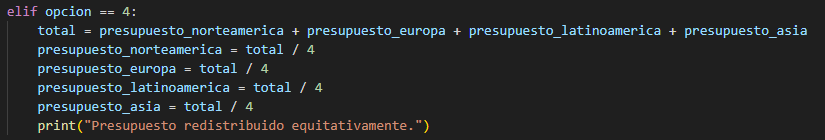 elif opcion == 4:
    total = presupuesto_norteamerica + presupuesto_europa + presupuesto_latinoamerica + presupuesto_asia
    presupuesto_norteamerica = total / 4
    presupuesto_europa = total / 4
    presupuesto_latinoamerica = total / 4
    presupuesto_asia = total / 4
    print("Presupuesto redistribuido equitativamente.")